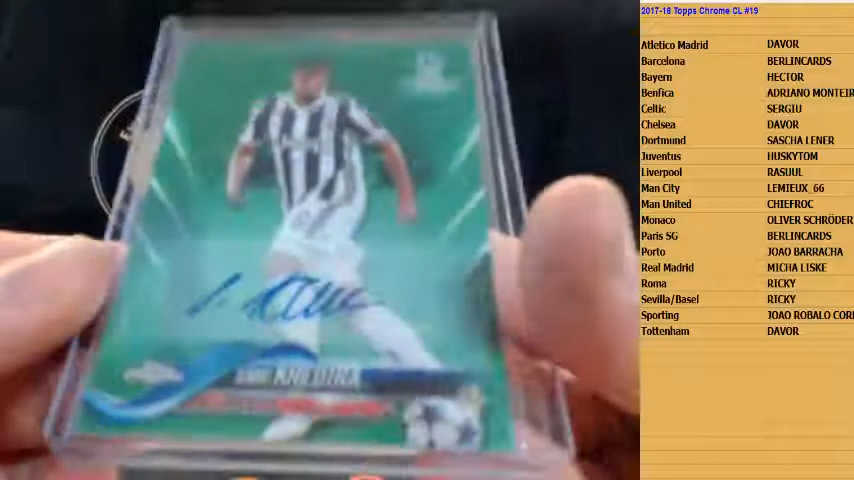 2017-18 Topps Chrome CL #19
Atletico Madrid DAVOR
Barcelona BERLINCARDS
Bayern HECTOR
Benfica ADRIANO MONTEIR
Celtic SERGIU
Chelsea DAVOR
Dortmund SASCHA LENER
Juventus HUSKYTOM
Liverpool RASUUL
Man City LEMIEUX_66
Man United CHIEFROC
Monaco OLIVER SCHRÖDER
Paris SG BERLINCARDS
Porto JOAO BARRACHA
Real Madrid MICHA LISKE
Roma RICKY
Sevilla/Basel RICKY
Sporting JOAO ROBALO CORI
Tottenham DAVOR
KHEDIRA